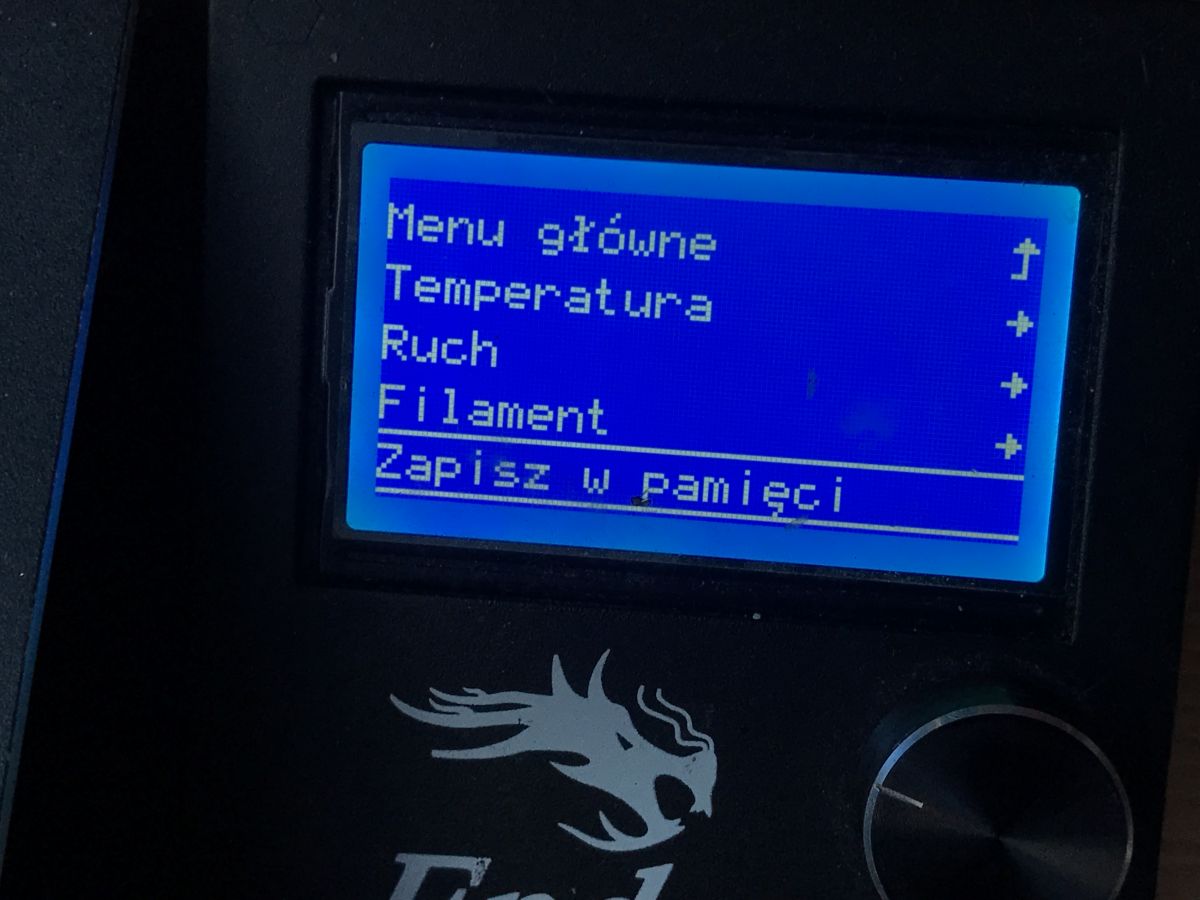 Menu główne
Temperatura
Ruch
Filament
Zapisz w pamięci